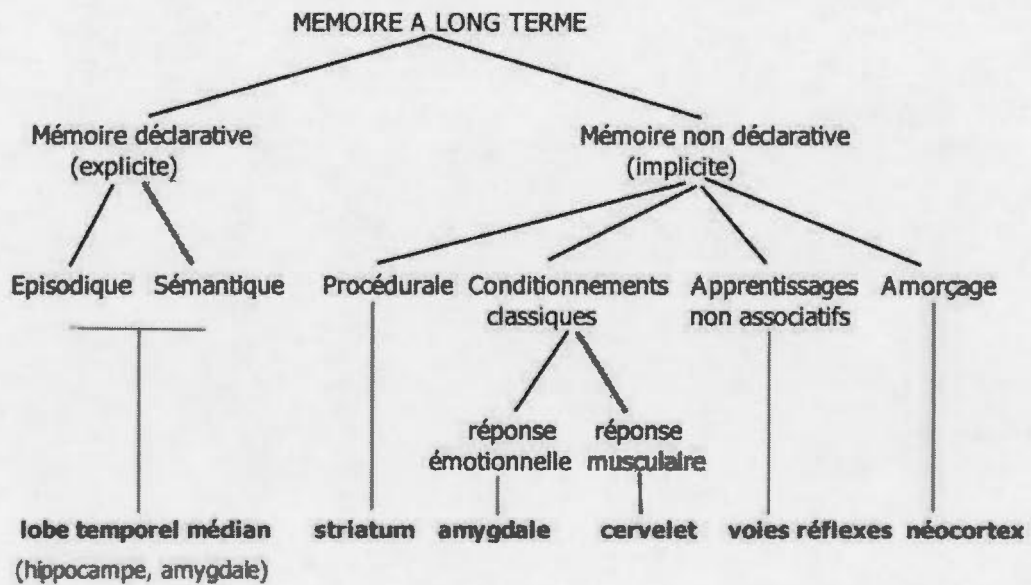 MEMOIRE A LONG TERME
Mémoire déclarative
(explicite)
Mémoire non déclarative
(implicite)
Episodique
Sémantique
Procédurale
Conditionnements
classiques
Apprentissages
non associatifs
Amorçage
réponse
émotionnelle
réponse
musculaire
lobe temporel médian
(hippocampe, amygdale)
striatum
amygdale
cervelet
voies réflexes
néocortex